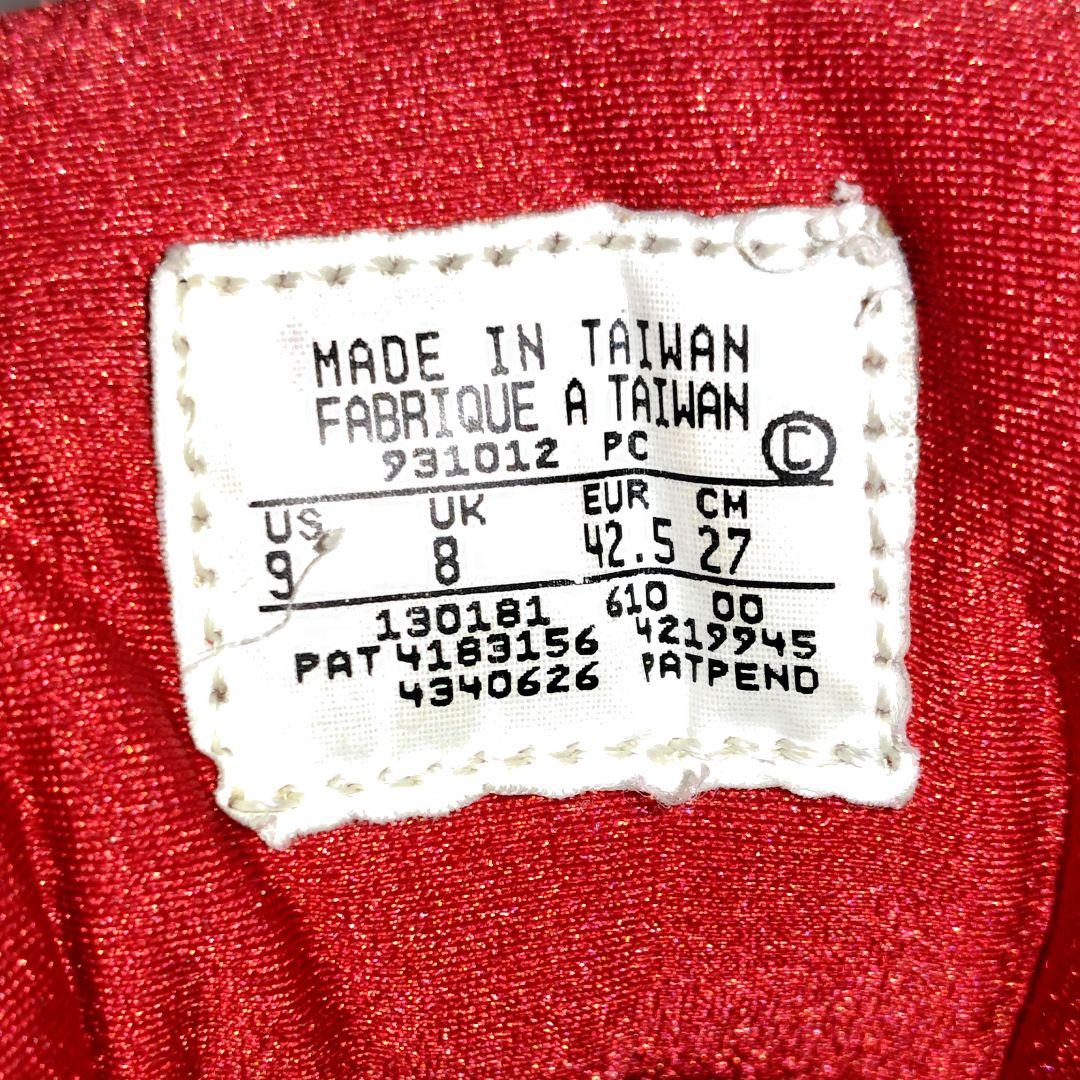 MADE IN TAIWAN
FABRIQUE A TAIWAN
931012 PC ©
US UK EUR CM
9 8 42.5 27
130181 610 00
PAT 4183156 4219945
4340626 PATPEND